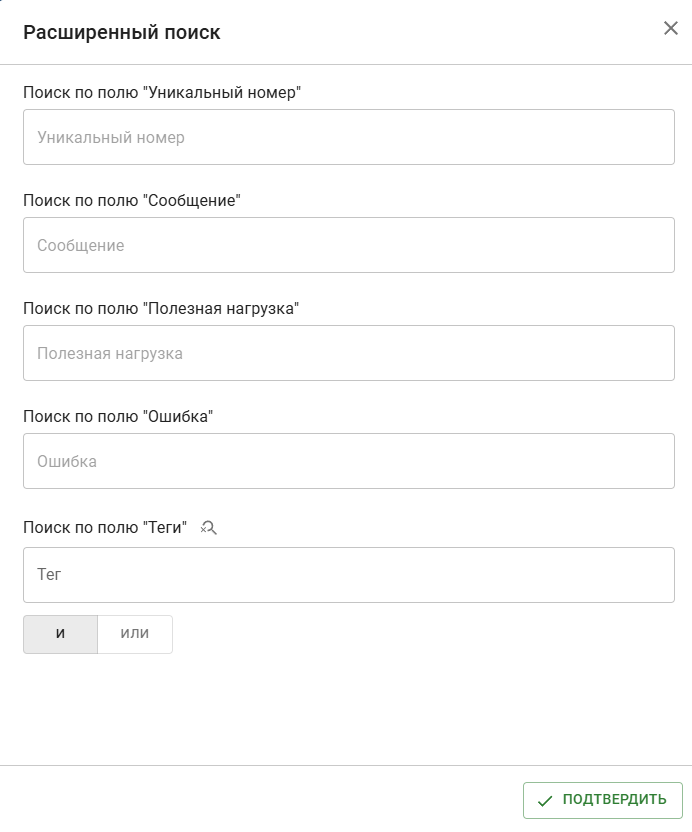 Расширенный поиск
Поиск по полю "Уникальный номер"
Уникальный номер
Поиск по полю "Сообщение"
Сообщение
Поиск по полю "Полезная нагрузка"
Полезная нагрузка
Поиск по полю "Ошибка"
Ошибка
Поиск по полю "Теги"
Тег
И ИЛИ
ПОДТВЕРДИТЬ